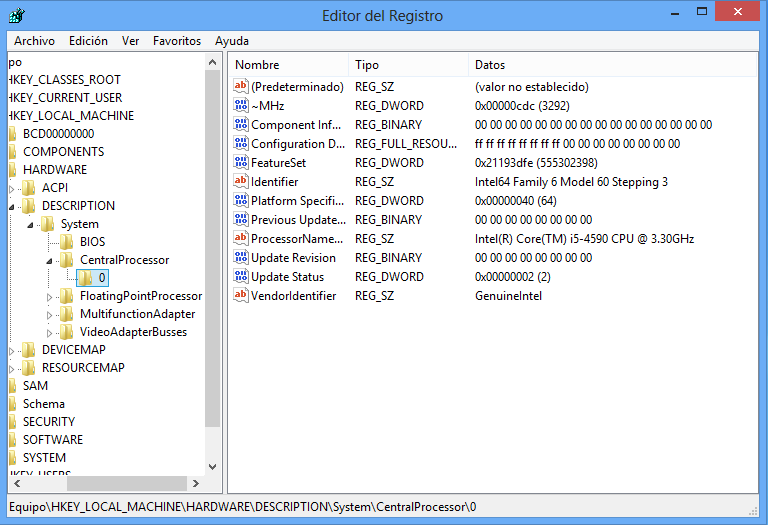 Editor del Registro
Archivo Edición Ver Favoritos Ayuda
po
HKEY_CLASSES_ROOT
HKEY_CURRENT_USER
HKEY_LOCAL_MACHINE
BCD00000000
COMPONENTS
HARDWARE
ACPI
DESCRIPTION
System
BIOS
CentralProcessor
0
FloatingPointProcessor
MultifunctionAdapter
VideoAdapterBusses
DEVICEMAP
RESOURCEMAP
SAM
Schema
SECURITY
SOFTWARE
SYSTEM
HKEY_USERS
Nombre Tipo Datos
(Predeterminado) REG_SZ (valor no establecido)
~MHz REG_DWORD 0x00000cdc (3292)
Component Inf... REG_BINARY 00 00 00 00 00 00 00 00 00 00 00 00 00 00 00 00
Configuration D... REG_FULL_RESOU... ff ff ff ff ff ff ff ff 00 00 00 00 00 00 00 00
FeatureSet REG_DWORD 0x21193dfe (555302398)
Identifier REG_SZ Intel64 Family 6 Model 60 Stepping 3
Platform Specifi... REG_DWORD 0x00000040 (64)
Previous Update... REG_BINARY 00 00 00 00 00 00 00 00
ProcessorName... REG_SZ Intel(R) Core(TM) i5-4590 CPU @ 3.30GHz
Update Revision REG_BINARY 00 00 00 00 00 00 00 00
Update Status REG_DWORD 0x00000002 (2)
VendorIdentifier REG_SZ GenuineIntel
Equipo\HKEY_LOCAL_MACHINE\HARDWARE\DESCRIPTION\System\CentralProcessor\0